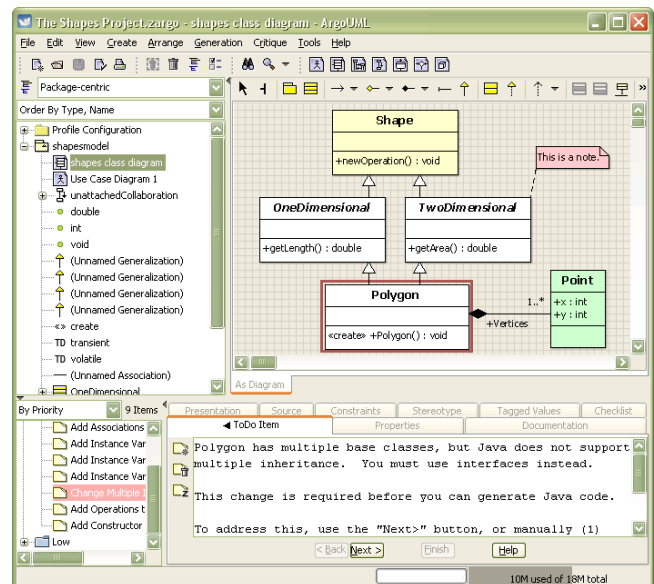 The Shapes Project.zargo - shapes class diagram - ArgoUML
File Edit View Create Arrange Generation Critique Tools Help
Package-centric
Order By Type, Name
Profile Configuration
shapesmodel
shapes class diagram
Use Case Diagram 1
unattachedCollaboration
double
int
void
(Unnamed Generalization)
(Unnamed Generalization)
(Unnamed Generalization)
(Unnamed Generalization)
«» create
TD transient
TD volatile
(Unnamed Association)
OneDimensional
»
Shape
+newOperation() : void
This is a note.
OneDimensional
+getLength() : double
TwoDimensional
+getArea() : double
Polygon
«create» +Polygon() : void
1..*
+Vertices
Point
+x : int
+y : int
As Diagram
By Priority
9 Items
Add Associations
Add Instance Var
Add Instance Var
Add Instance Var
Change Multiple I
Add Operations t
Add Constructor
Low
Presentation Source Constraints Stereotype Tagged Values Checklist
ToDo Item Properties Documentation
Polygon has multiple base classes, but Java does not support
multiple inheritance. You must use interfaces instead.
This change is required before you can generate Java code.
To address this, use the "Next>" button, or manually (1)
< Back Next > Finish Help
10M used of 18M total